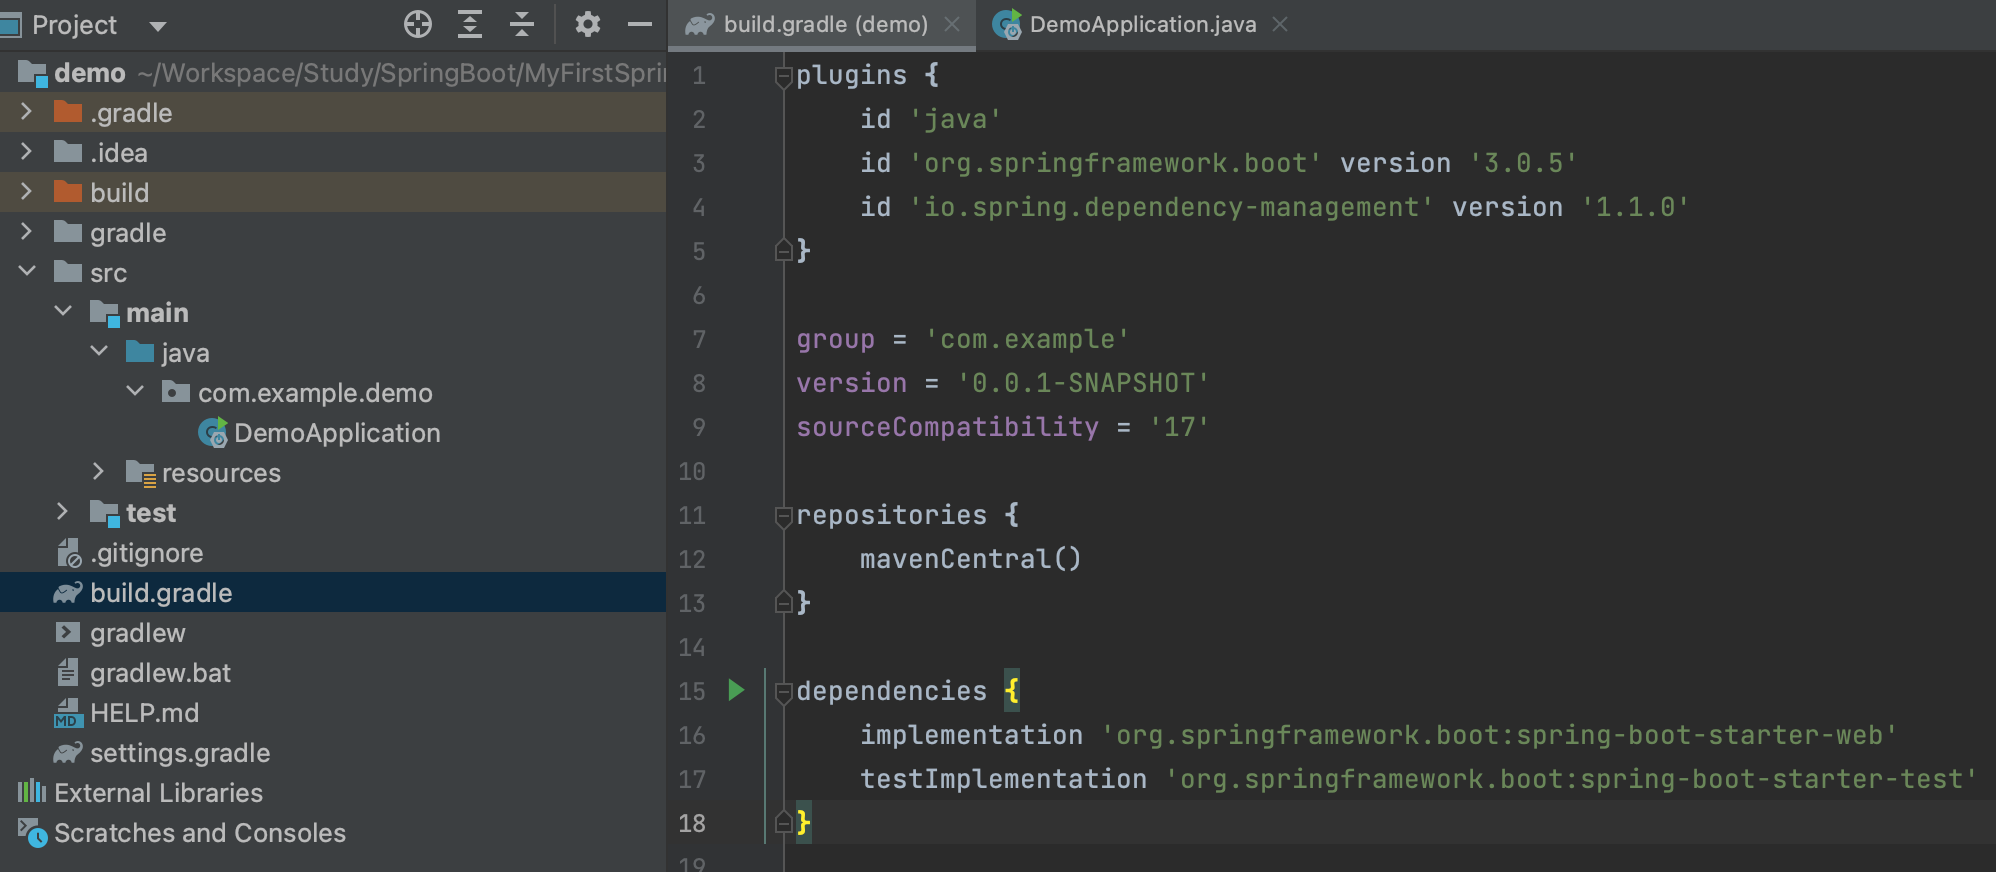 Project
demo ~/Workspace/Study/SpringBoot/MyFirstSpri
.gradle
.idea
build
gradle
src
main
java
com.example.demo
DemoApplication
resources
test
.gitignore
build.gradle
gradlew
gradlew.bat
MD HELP.md
settings.gradle
External Libraries
Scratches and Consoles
build.gradle (demo) DemoApplication.java
1 plugins {
2 id 'java'
3 id 'org.springframework.boot' version '3.0.5'
4 id 'io.spring.dependency-management' version '1.1.0'
5 }
6
7 group = 'com.example'
8 version = '0.0.1-SNAPSHOT'
9 sourceCompatibility = '17'
10
11 repositories {
12 mavenCentral()
13 }
14
15 dependencies {
16 implementation 'org.springframework.boot:spring-boot-starter-web'
17 testImplementation 'org.springframework.boot:spring-boot-starter-test'
18 }
19